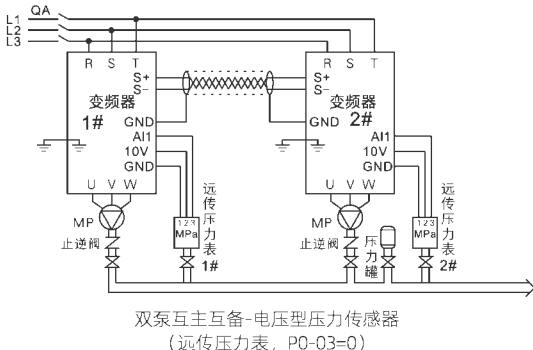 QA
L1
L2
L3
R S T
S+
S-
变频器
1#
GND
AI1
10V
GND
U V W
MP
止逆阀
123
MPa
远传压力表
1#
R S T
S+
S-
变频器
2#
GND
AI1
10V
GND
U V W
MP
止逆阀
压力罐
123
MPa
远传压力表
2#
双泵互主互备-电压型压力传感器
(远传压力表,P0-03=0)